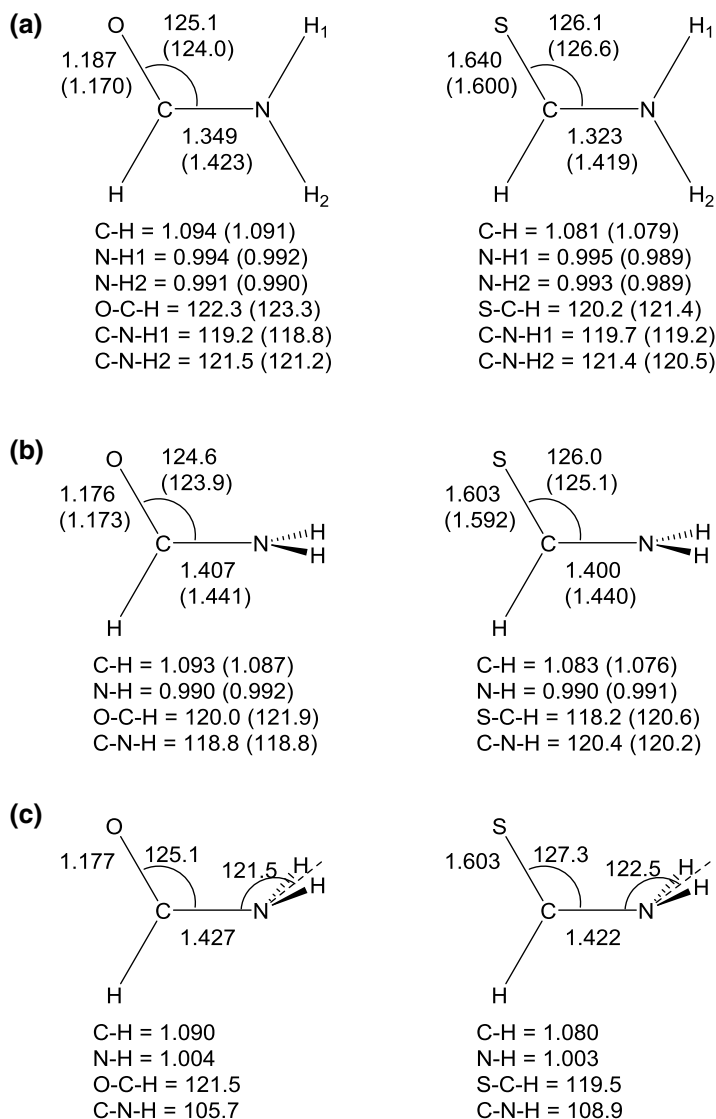 (a)
O 125.1 H1
(124.0)
1.187
(1.170)
C N
1.349
(1.423)
H H2
C-H = 1.094 (1.091)
N-H1 = 0.994 (0.992)
N-H2 = 0.991 (0.990)
O-C-H = 122.3 (123.3)
C-N-H1 = 119.2 (118.8)
C-N-H2 = 121.5 (121.2)
S 126.1 H1
(126.6)
1.640
(1.600)
C N
1.323
(1.419)
H H2
C-H = 1.081 (1.079)
N-H1 = 0.995 (0.989)
N-H2 = 0.993 (0.989)
S-C-H = 120.2 (121.4)
C-N-H1 = 119.7 (119.2)
C-N-H2 = 121.4 (120.5)
(b)
O 124.6
(123.9)
1.176
(1.173)
C N H
H
1.407
(1.441)
H
C-H = 1.093 (1.087)
N-H = 0.990 (0.992)
O-C-H = 120.0 (121.9)
C-N-H = 118.8 (118.8)
S 126.0
(125.1)
1.603
(1.592)
C N H
H
1.400
(1.440)
H
C-H = 1.083 (1.076)
N-H = 0.990 (0.991)
S-C-H = 118.2 (120.6)
C-N-H = 120.4 (120.2)
(c)
O
1.177 125.1 121.5 H
H
C N
1.427
H
C-H = 1.090
N-H = 1.004
O-C-H = 121.5
C-N-H = 105.7
S
1.603 127.3 122.5 H
H
C N
1.422
H
C-H = 1.080
N-H = 1.003
S-C-H = 119.5
C-N-H = 108.9